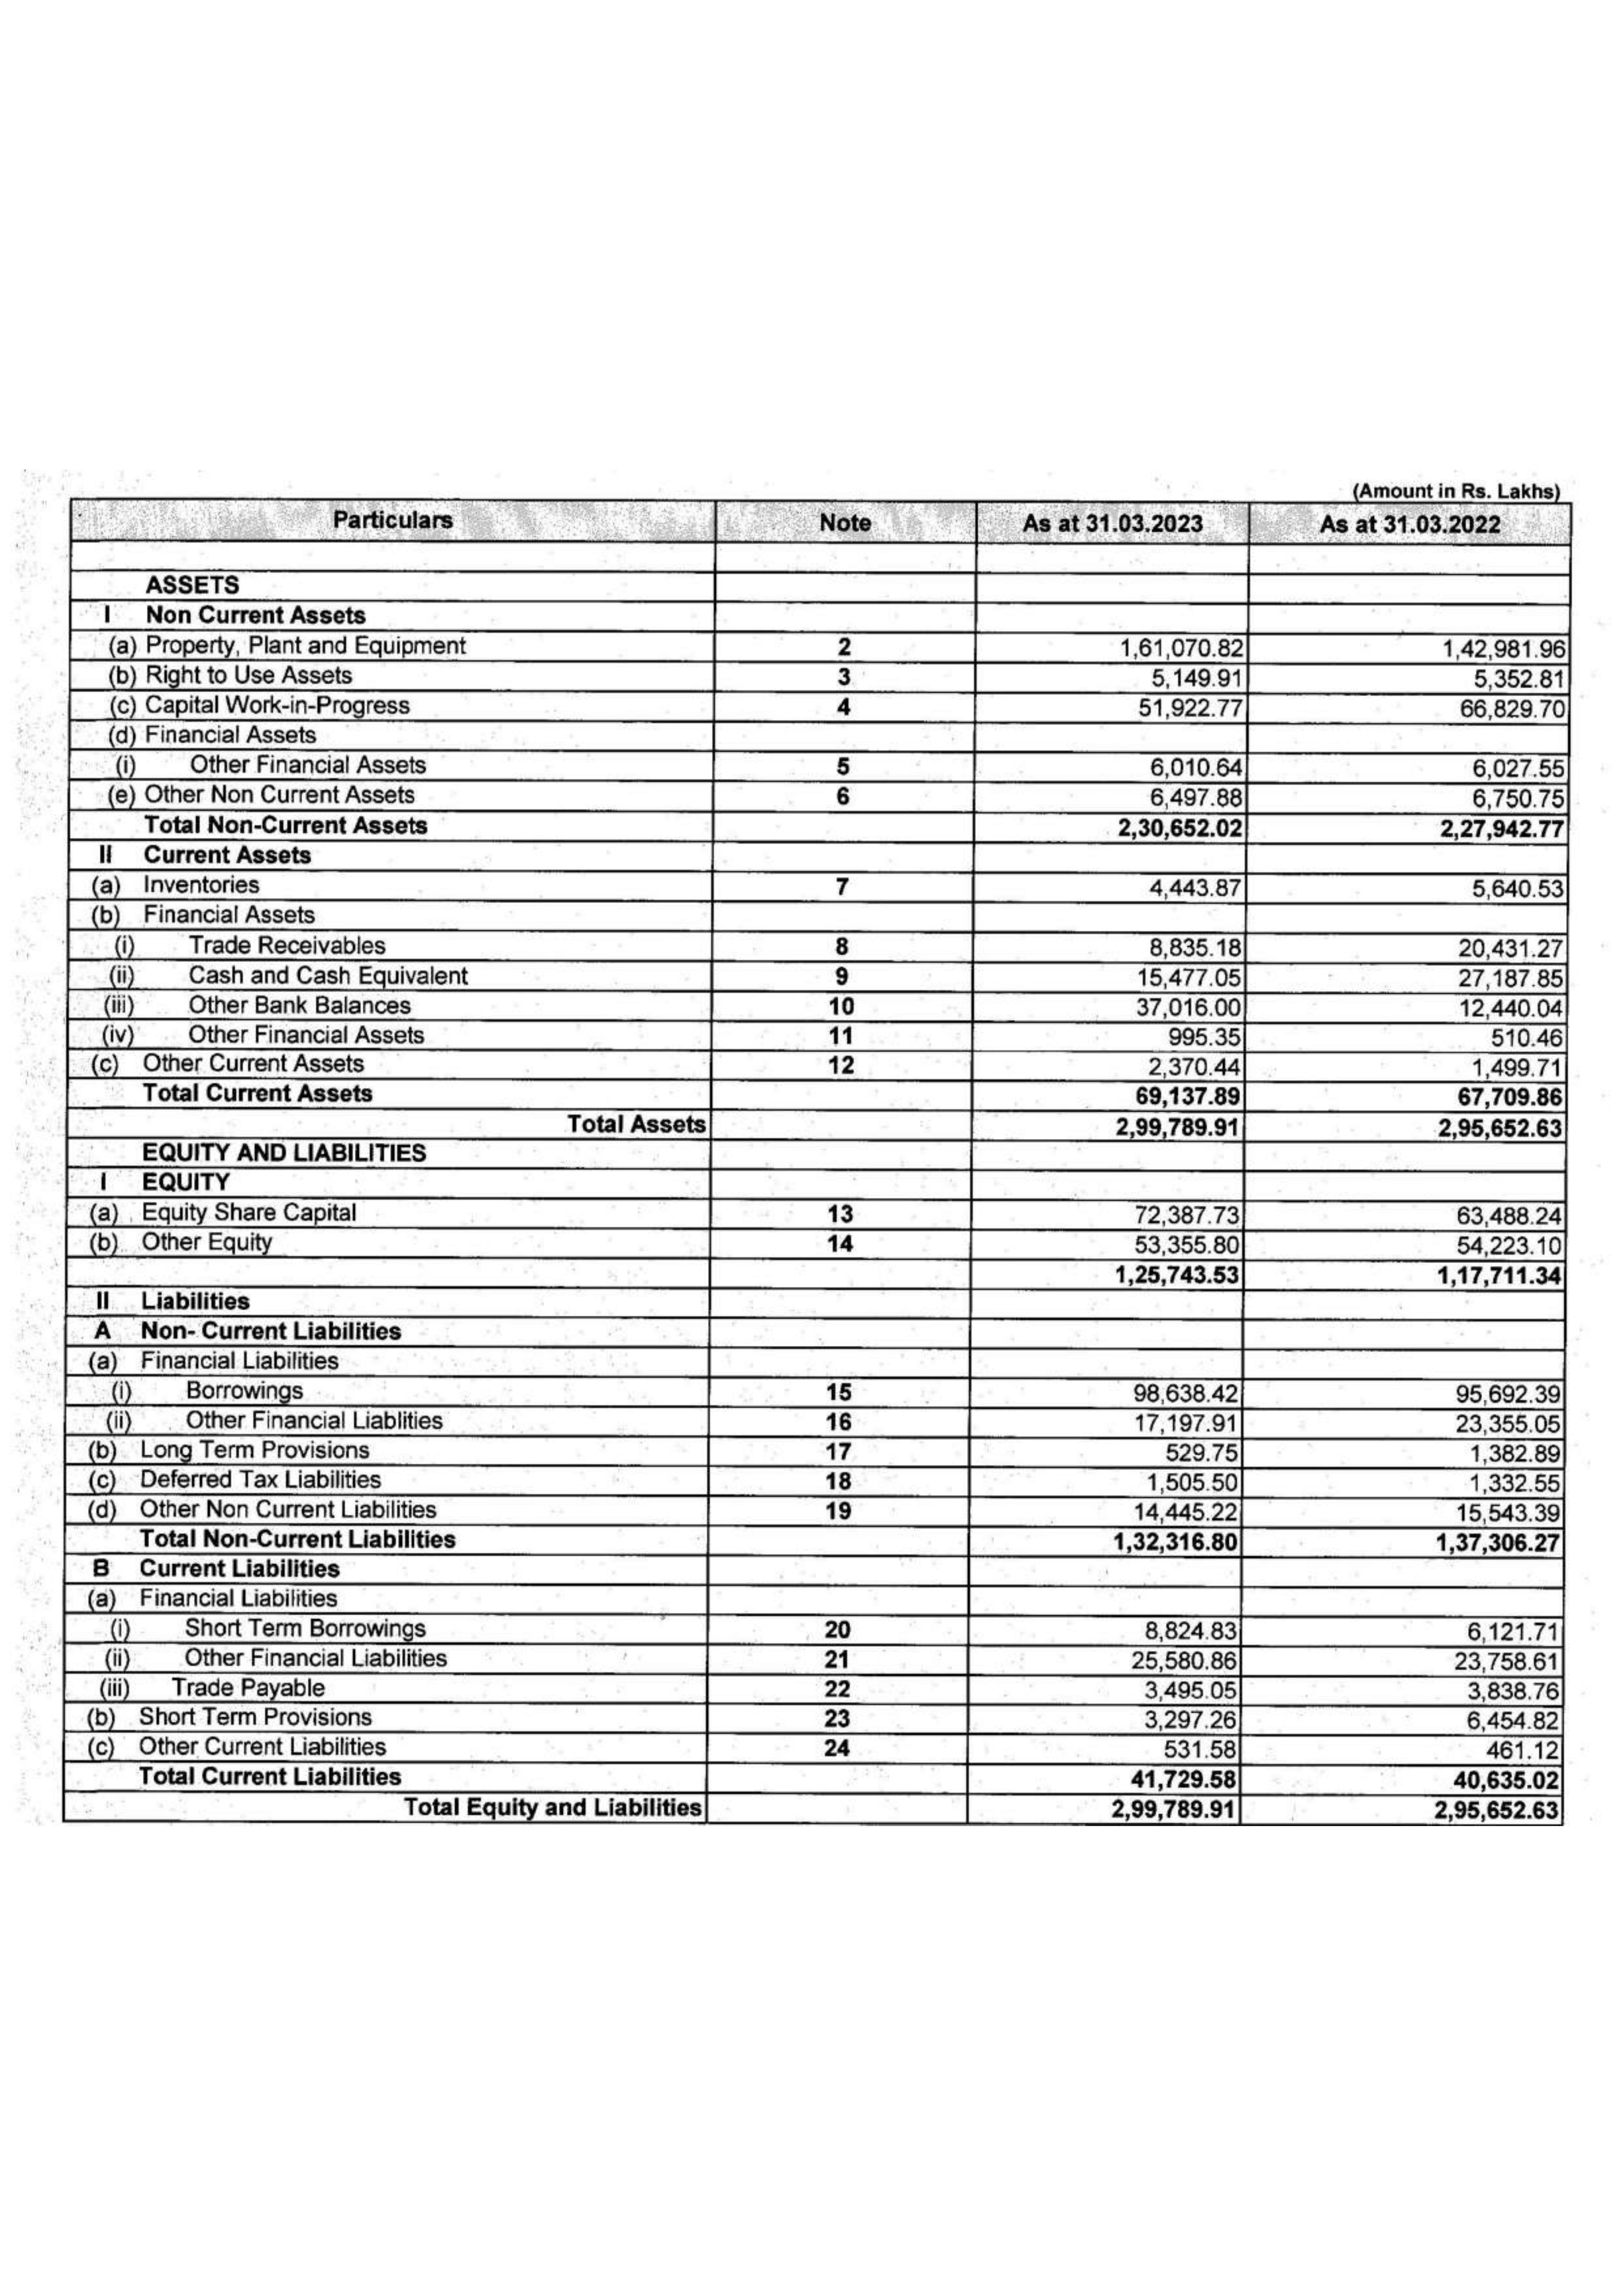 (Amount in Rs. Lakhs)
Particulars Note As at 31.03.2023 As at 31.03.2022
ASSETS
I Non Current Assets
(a) Property, Plant and Equipment 2 1,61,070.82 1,42,981.96
(b) Right to Use Assets 3 5,149.91 5,352.81
(c) Capital Work-in-Progress 4 51,922.77 66,829.70
(d) Financial Assets
(i) Other Financial Assets 5 6,010.64 6,027.55
(e) Other Non Current Assets 6 6,497.88 6,750.75
Total Non-Current Assets 2,30,652.02 2,27,942.77
II Current Assets
(a) Inventories 7 4,443.87 5,640.53
(b) Financial Assets
(i) Trade Receivables 8 8,835.18 20,431.27
(ii) Cash and Cash Equivalent 9 15,477.05 27,187.85
(iii) Other Bank Balances 10 37,016.00 12,440.04
(iv) Other Financial Assets 11 995.35 510.46
(c) Other Current Assets 12 2,370.44 1,499.71
Total Current Assets 69,137.89 67,709.86
Total Assets 2,99,789.91 2,95,652.63
EQUITY AND LIABILITIES
I EQUITY
(a) Equity Share Capital 13 72,387.73 63,488.24
(b) Other Equity 14 53,355.80 54,223.10
1,25,743.53 1,17,711.34
II Liabilities
A Non- Current Liabilities
(a) Financial Liabilities
(i) Borrowings 15 98,638.42 95,692.39
(ii) Other Financial Liablities 16 17,197.91 23,355.05
(b) Long Term Provisions 17 529.75 1,382.89
(c) Deferred Tax Liabilities 18 1,505.50 1,332.55
(d) Other Non Current Liabilities 19 14,445.22 15,543.39
Total Non-Current Liabilities 1,32,316.80 1,37,306.27
B Current Liabilities
(a) Financial Liabilities
(i) Short Term Borrowings 20 8,824.83 6,121.71
(ii) Other Financial Liabilities 21 25,580.86 23,758.61
(iii) Trade Payable 22 3,495.05 3,838.76
(b) Short Term Provisions 23 3,297.26 6,454.82
(c) Other Current Liabilities 24 531.58 461.12
Total Current Liabilities 41,729.58 40,635.02
Total Equity and Liabilities 2,99,789.91 2,95,652.63